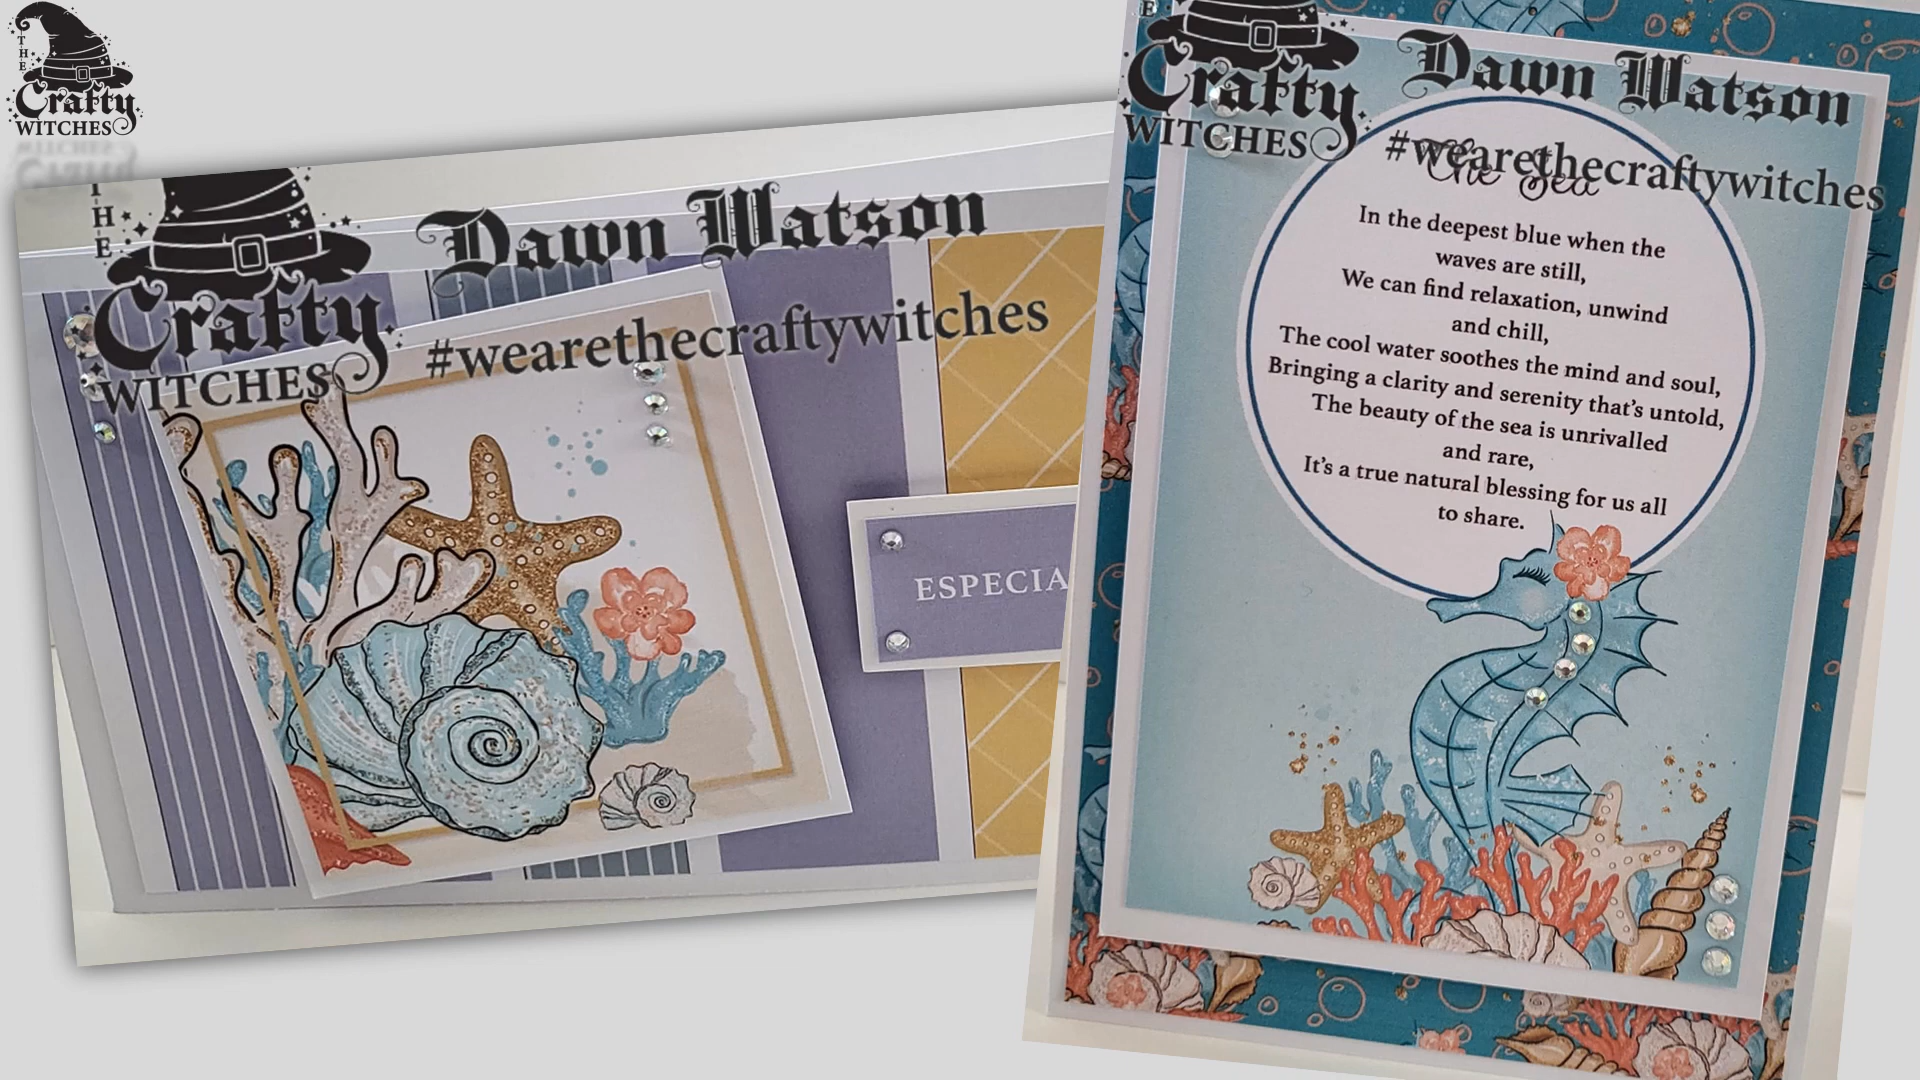 THE
Crafty
WITCHES
THE
Crafty
WITCHES
Dawn Watson
#wearethecraftywitches
ESPECIA
E
Crafty
WITCHES
Dawn Watson
#wearethecraftywitches
The Sea
In the deepest blue when the
waves are still,
We can find relaxation, unwind
and chill,
The cool water soothes the mind and soul,
Bringing a clarity and serenity that's untold,
The beauty of the sea is unrivalled
and rare,
It's a true natural blessing for us all
to share.